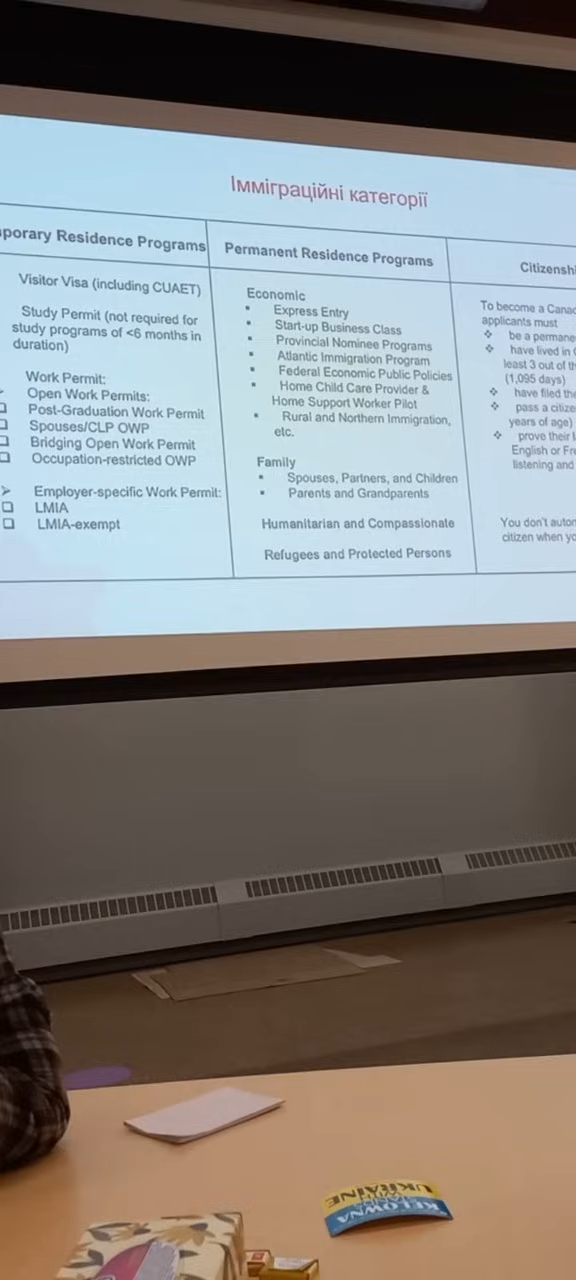 Імміграційні категорії
porary Residence Programs
Visitor Visa (including CUAET)
Study Permit (not required for
study programs of <6 months in
duration)
Work Permit:
Open Work Permits:
Post-Graduation Work Permit
Spouses/CLP OWP
Bridging Open Work Permit
Occupation-restricted OWP
Employer-specific Work Permit:
LMIA
LMIA-exempt
Permanent Residence Programs
Economic
Express Entry
Start-up Business Class
Provincial Nominee Programs
Atlantic Immigration Program
Federal Economic Public Policies
Home Child Care Provider &
Home Support Worker Pilot
Rural and Northern Immigration,
etc.
Family
Spouses, Partners, and Children
Parents and Grandparents
Humanitarian and Compassionate
Refugees and Protected Persons
Citizensh
To become a Canad
applicants must
be a permane
have lived in
least 3 out of th
(1,095 days)
have filed the
pass a citize
years of age)
prove their l
English or Fre
listening and
You don't autom
citizen when yo
KELOWNA
UKRAINE